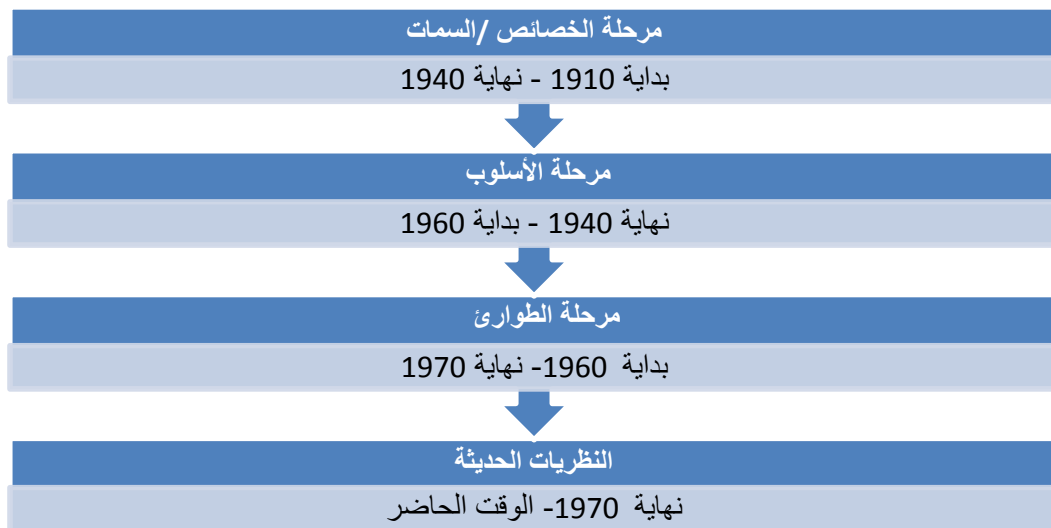 مرحلة الخصائص /السمات
بداية 1910 - نهاية 1940
مرحلة الأسلوب
نهاية 1940 - بداية 1960
مرحلة الطوارئ
بداية 1960- نهاية 1970
النظريات الحديثة
نهاية 1970- الوقت الحاضر